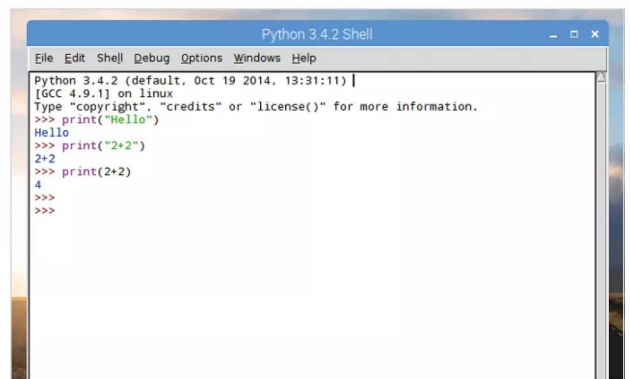 Python 3.4.2 Shell
File Edit Shell Debug Options Windows Help
Python 3.4.2 (default, Oct 19 2014, 13:31:11)
[GCC 4.9.1] on linux
Type "copyright", "credits" or "license()" for more information.
>>> print("Hello")
Hello
>>> print("2+2")
2+2
>>> print(2+2)
4
>>>
>>>